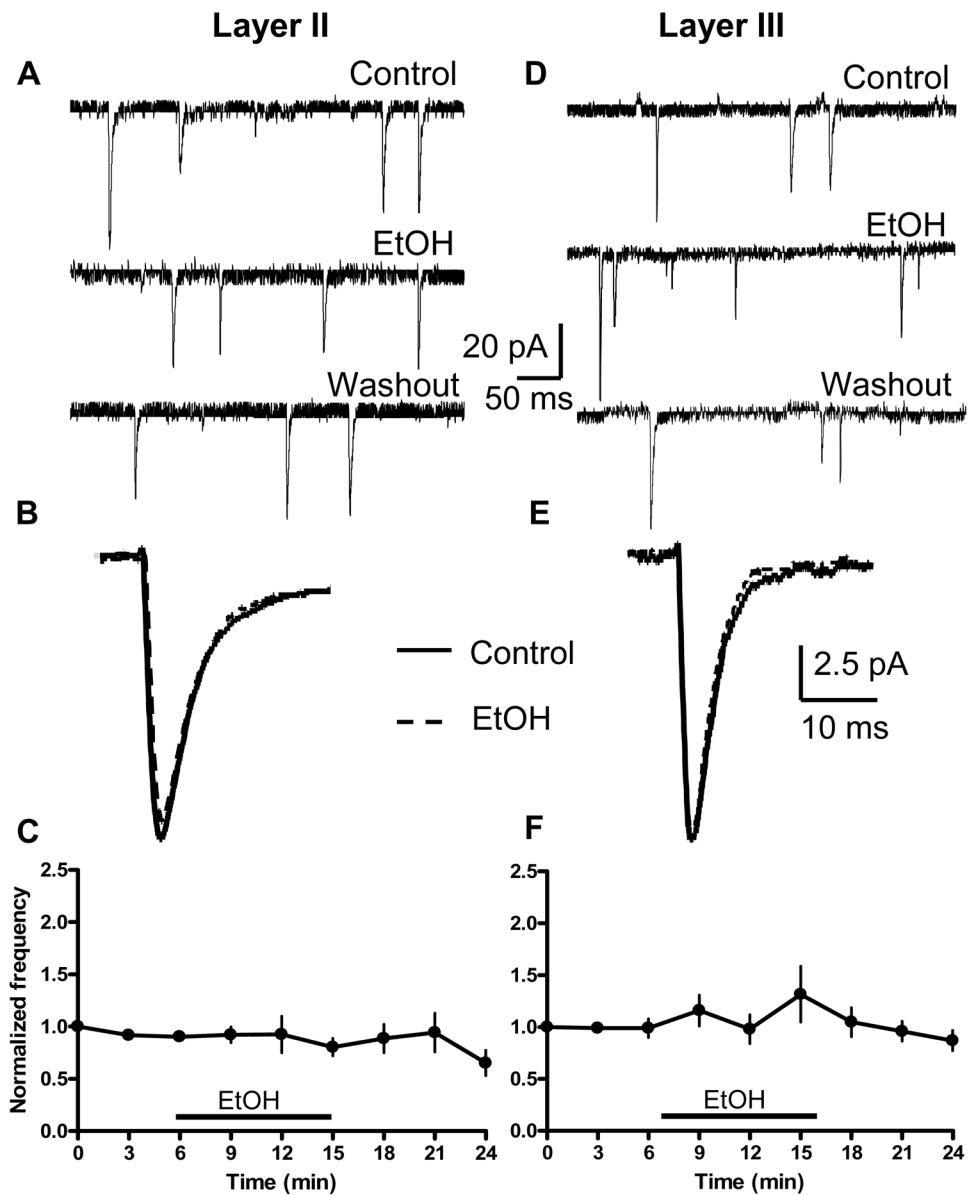 Layer II
Layer III
A
Control
EtOH
Washout
D
Control
EtOH
Washout
20 pA
50 ms
B
E
Control
EtOH
2.5 pA
10 ms
C
Normalized frequency
2.5
2.0
1.5
1.0
0.5
0.0
EtOH
0 3 6 9 12 15 18 21 24
Time (min)
F
2.5
2.0
1.5
1.0
0.5
0.0
EtOH
0 3 6 9 12 15 18 21 24
Time (min)